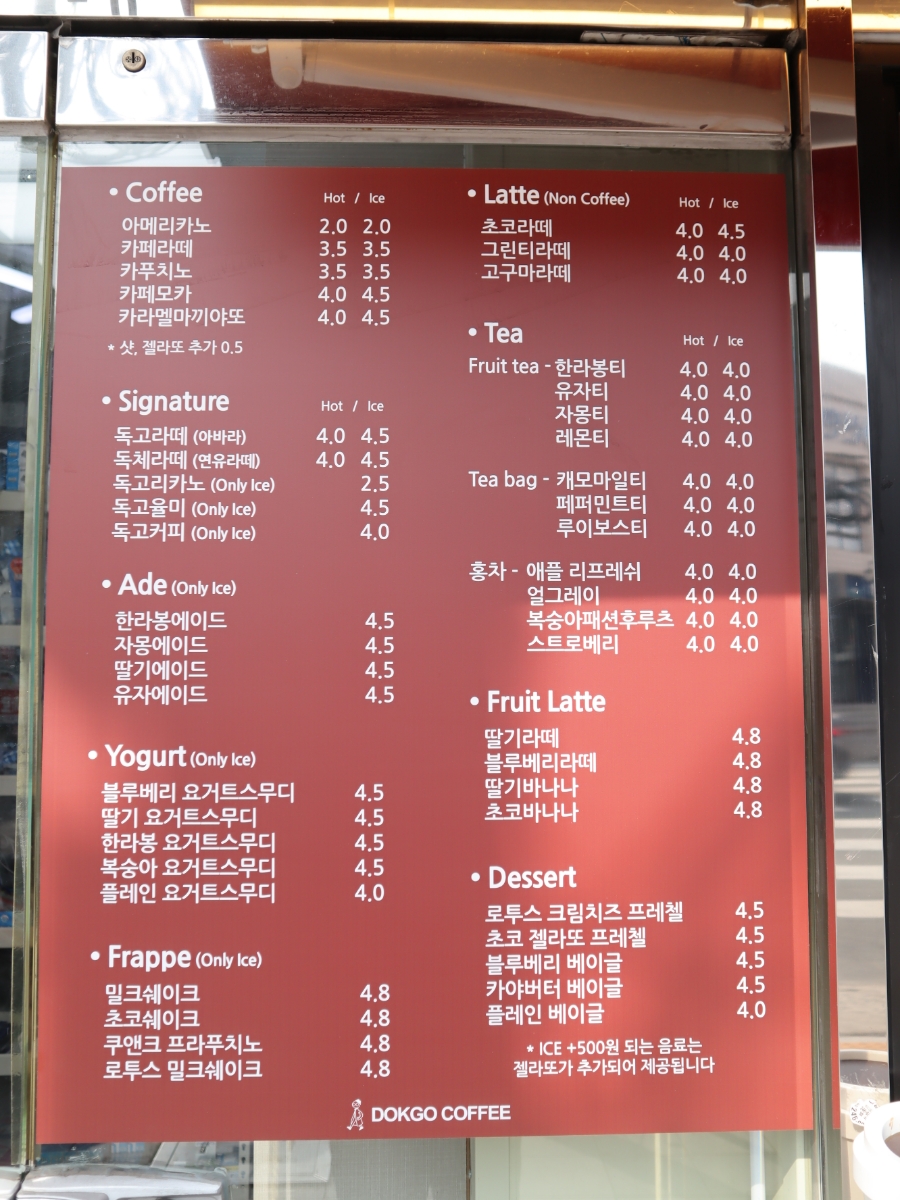 • Coffee Hot / Ice
아메리카노 2.0 2.0
카페라떼 3.5 3.5
카푸치노 3.5 3.5
카페모카 4.0 4.5
카라멜마끼야또 4.0 4.5
* 샷, 젤라또 추가 0.5
• Signature Hot / Ice
독고라떼 (아바라) 4.0 4.5
독체라떼 (연유라떼) 4.0 4.5
독고리카노 (Only Ice) 2.5
독고율미 (Only Ice) 4.5
독고커피 (Only Ice) 4.0
• Ade (Only Ice)
한라봉에이드 4.5
자몽에이드 4.5
딸기에이드 4.5
유자에이드 4.5
• Yogurt (Only Ice)
블루베리 요거트스무디 4.5
딸기 요거트스무디 4.5
한라봉 요거트스무디 4.5
복숭아 요거트스무디 4.5
플레인 요거트스무디 4.0
• Frappe (Only Ice)
밀크쉐이크 4.8
초코쉐이크 4.8
쿠앤크 프라푸치노 4.8
로투스 밀크쉐이크 4.8
• Latte (Non Coffee) Hot / Ice
초코라떼 4.0 4.5
그린티라떼 4.0 4.0
고구마라떼 4.0 4.0
• Tea Hot / Ice
Fruit tea - 한라봉티 4.0 4.0
유자티 4.0 4.0
자몽티 4.0 4.0
레몬티 4.0 4.0
Tea bag - 캐모마일티 4.0 4.0
페퍼민트티 4.0 4.0
루이보스티 4.0 4.0
홍차 - 애플 리프레쉬 4.0 4.0
얼그레이 4.0 4.0
복숭아패션후루츠 4.0 4.0
스트로베리 4.0 4.0
• Fruit Latte
딸기라떼 4.8
블루베리라떼 4.8
딸기바나나 4.8
초코바나나 4.8
• Dessert
로투스 크림치즈 프레첼 4.5
초코 젤라또 프레첼 4.5
블루베리 베이글 4.5
카야버터 베이글 4.5
플레인 베이글 4.0
* ICE +500원 되는 음료는
젤라또가 추가되어 제공됩니다
DOKGO COFFEE